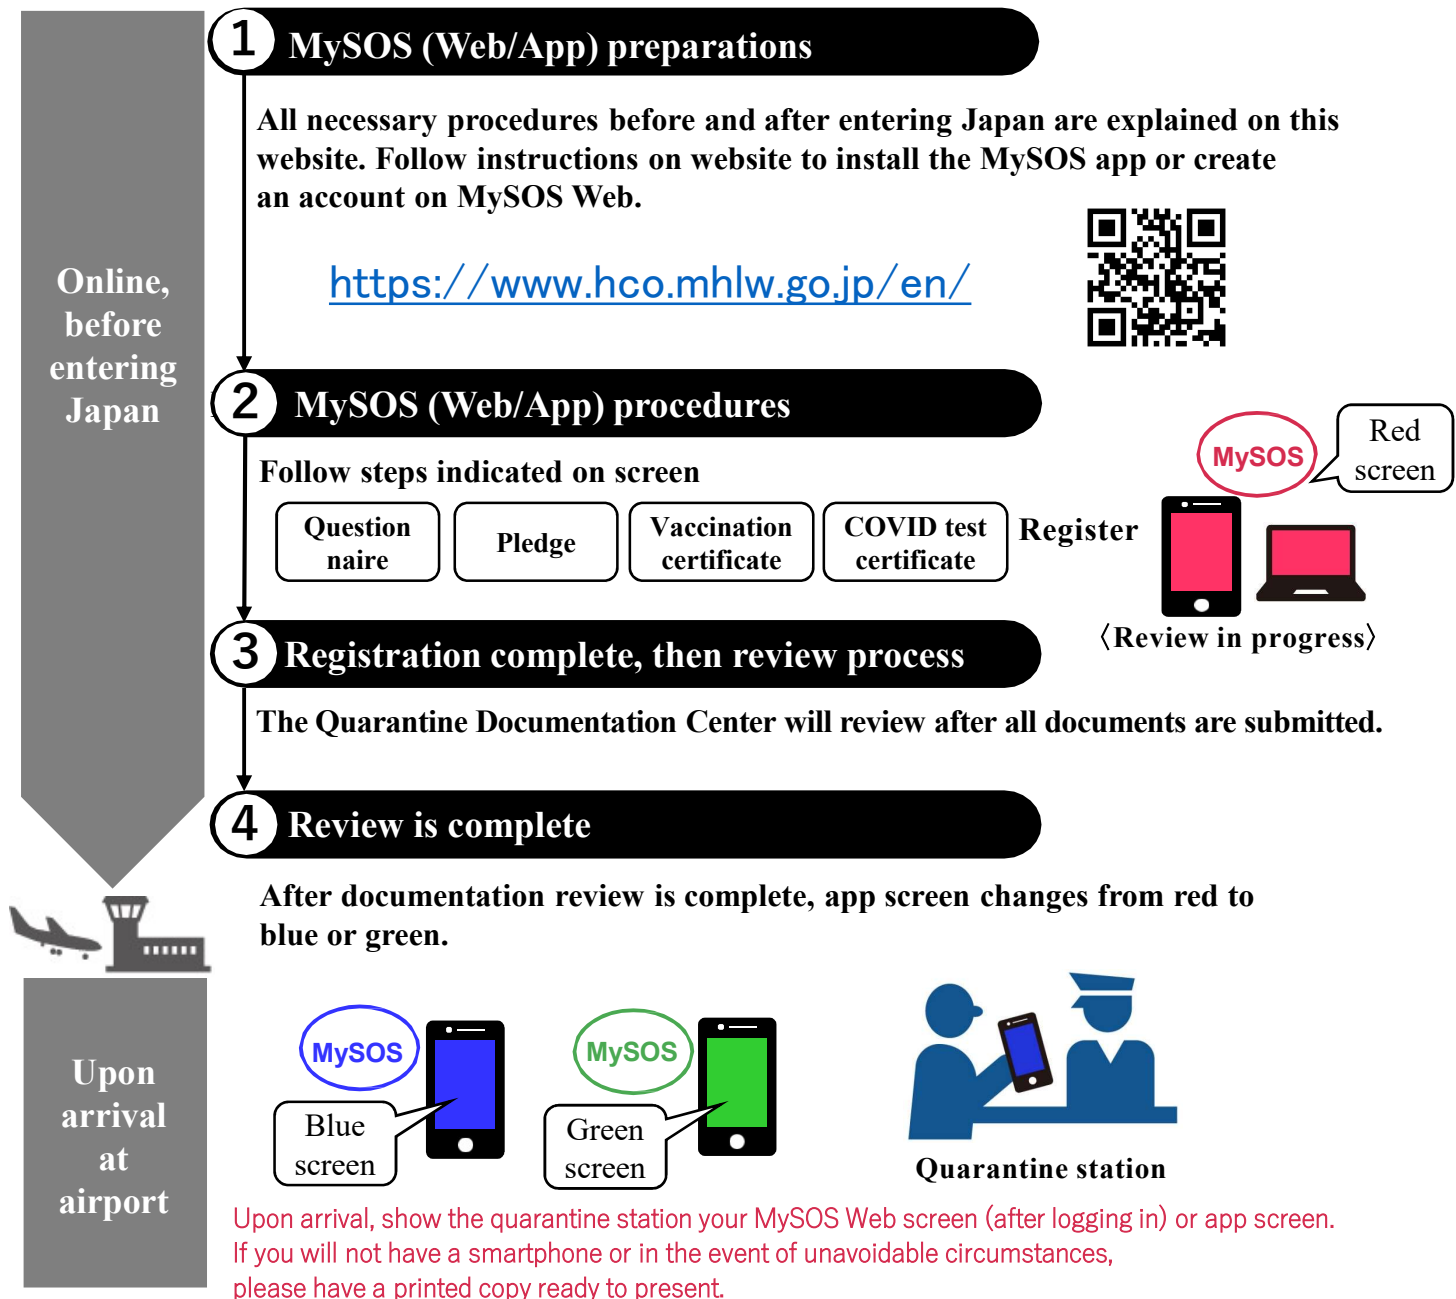 1 MySOS (Web/App) preparations
All necessary procedures before and after entering Japan are explained on this
website. Follow instructions on website to install the MySOS app or create
an account on MySOS Web.
https://www.hco.mhlw.go.jp/en/
Online,
before
entering
Japan
2 MySOS (Web/App) procedures
Follow steps indicated on screen
Question
naire
Pledge
Vaccination
certificate
COVID test
certificate
Register
MySOS
Red
screen
〈Review in progress〉
3 Registration complete, then review process
The Quarantine Documentation Center will review after all documents are submitted.
4 Review is complete
After documentation review is complete, app screen changes from red to
blue or green.
Upon
arrival
at
airport
MySOS
Blue
screen
MySOS
Green
screen
Quarantine station
Upon arrival, show the quarantine station your MySOS Web screen (after logging in) or app screen.
If you will not have a smartphone or in the event of unavoidable circumstances,
please have a printed copy ready to present.